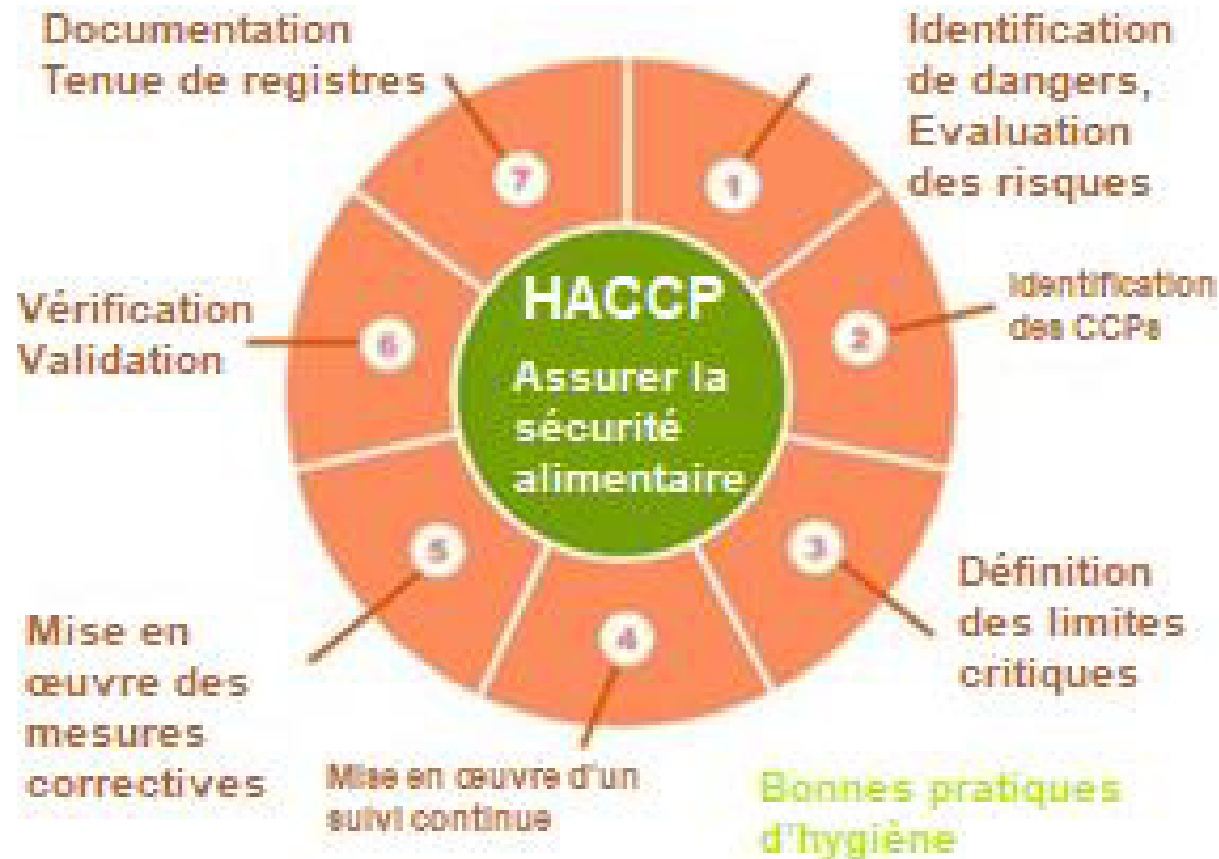 Documentation
Tenue de registres
7
Identification
de dangers,
Evaluation
des risques
1
Identification
des CCPs
2
Définition
des limites
critiques
3
Mise en œuvre d'un
suivi continue
4
Mise en
œuvre des
mesures
correctives
5
Vérification
Validation
6
HACCP
Assurer la
sécurité
alimentaire
Bonnes pratiques
d'hygiène